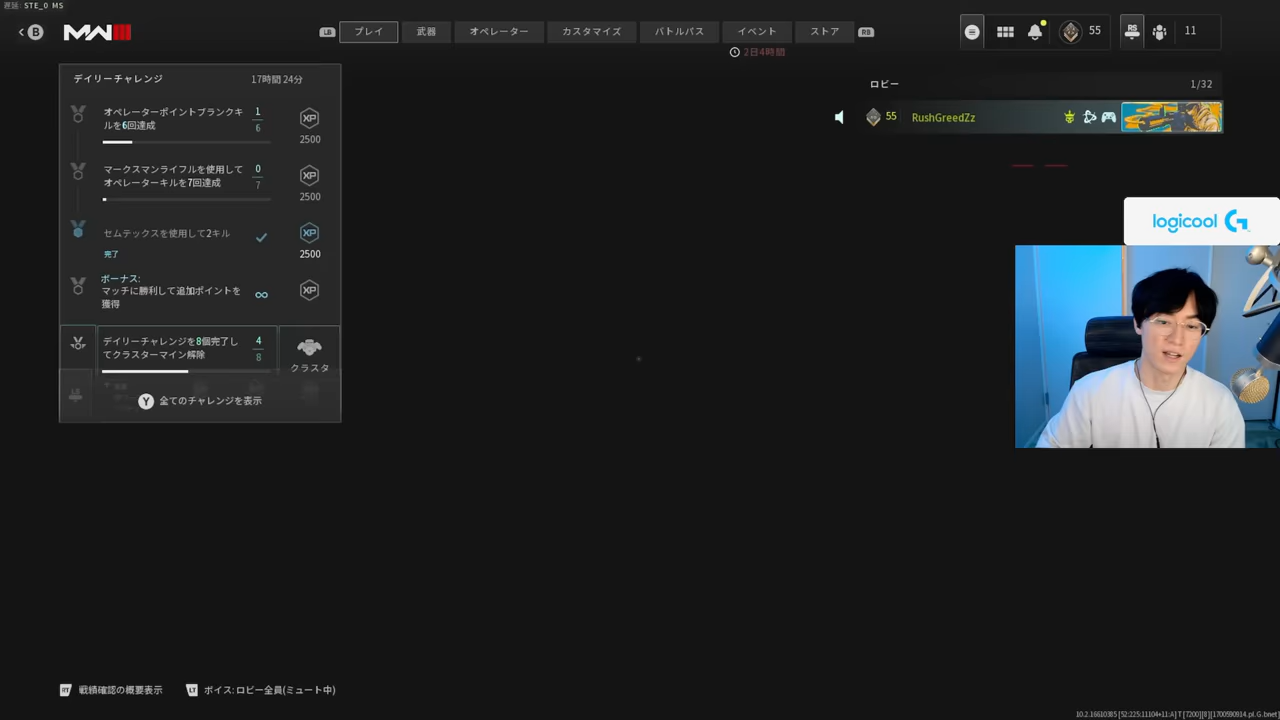 遅延: STE_0 MS
B
MWIII
LB
プレイ
武器
オペレーター
カスタマイズ
バトルパス
イベント
ストア
RB
2日4時間
55
RS
11
デイリーチャレンジ
17時間 24分
オペレーターポイントブランクキ
ルを6回達成
1
6
XP
2500
マークスマンライフルを使用して
オペレーターキルを7回達成
0
7
XP
2500
セムテックスを使用して2キル
完了
XP
2500
ボーナス:
マッチに勝利して追加ポイントを
獲得
∞
XP
デイリーチャレンジを8個完了し
てクラスターマイン解除
4
8
クラスタ
Y 全てのチャレンジを表示
ロビー
1/32
55
RushGreedZz
logicool G
RT 戦績確認の概要表示
LT ボイス: ロビー全員(ミュート中)